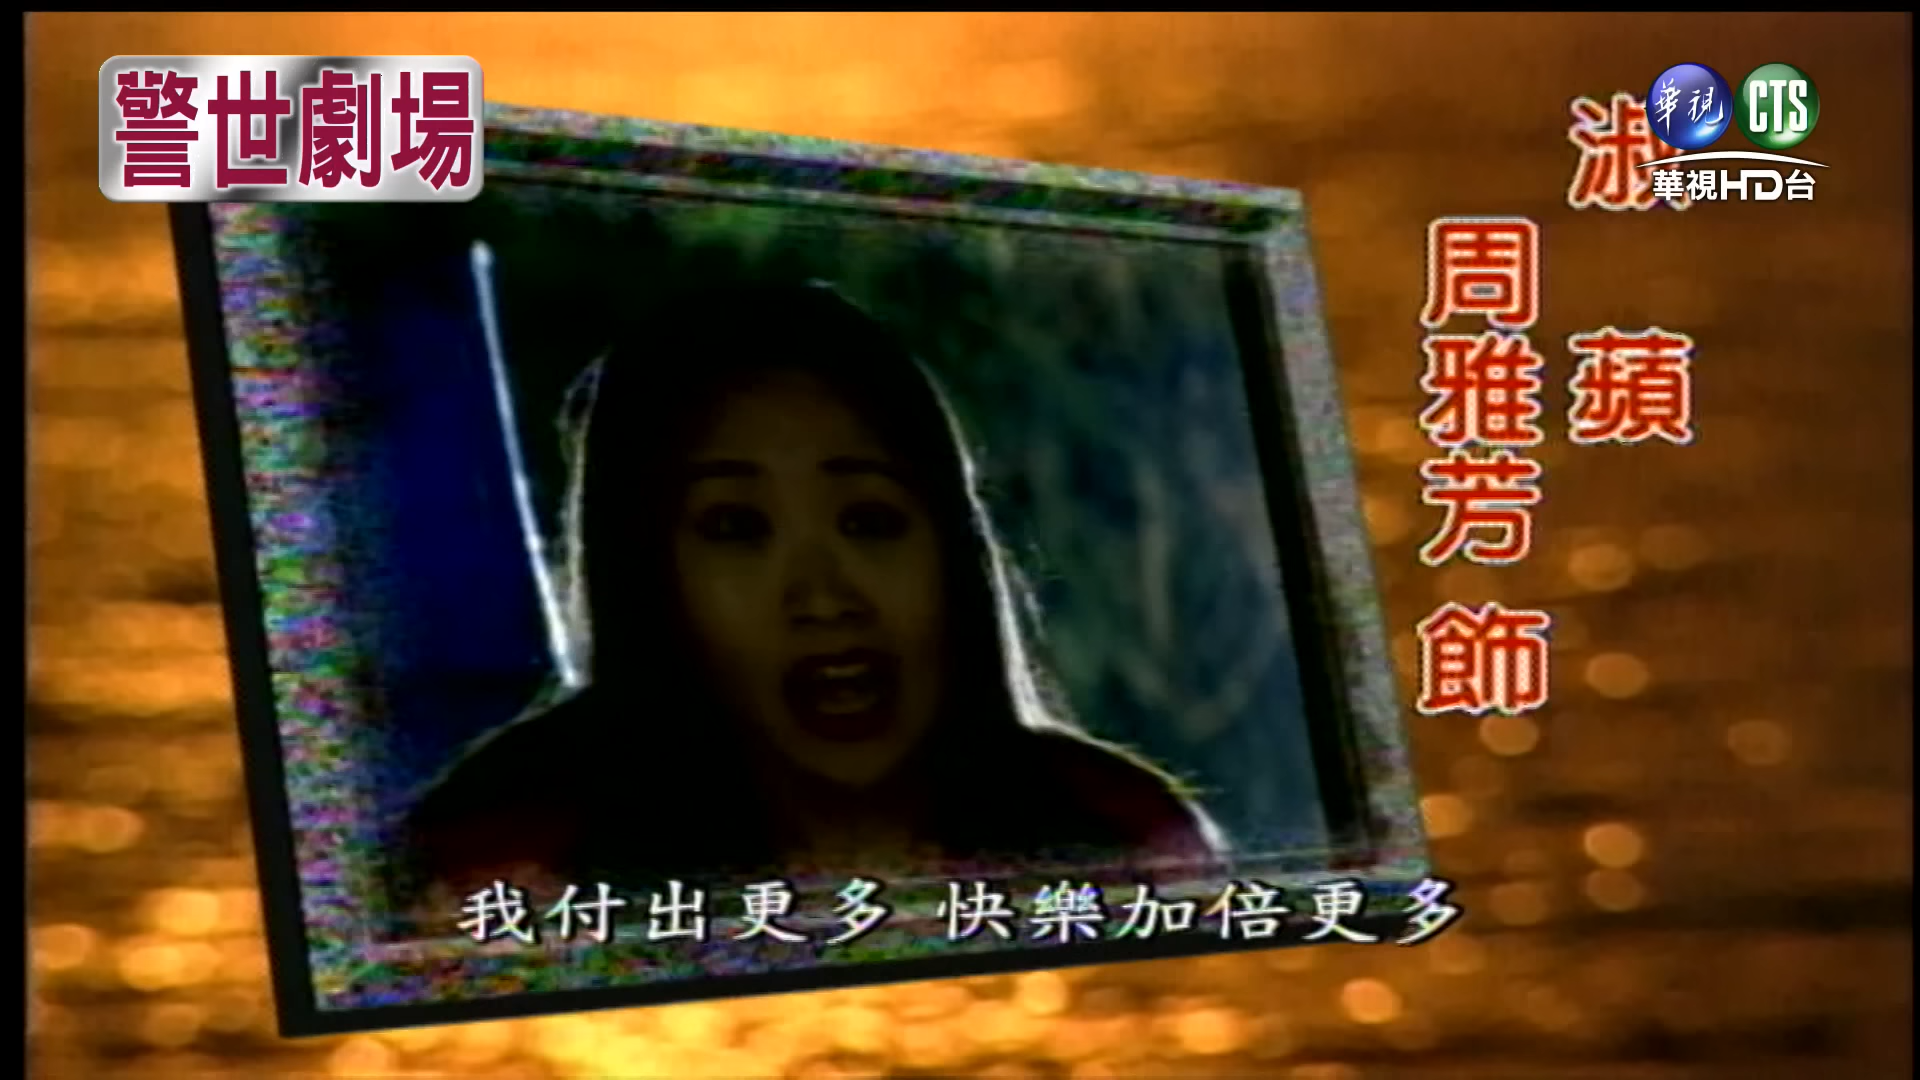 警世劇場
華視 CTS
華視HD台
淑蘋
周雅芳 飾
我付出更多 快樂加倍更多